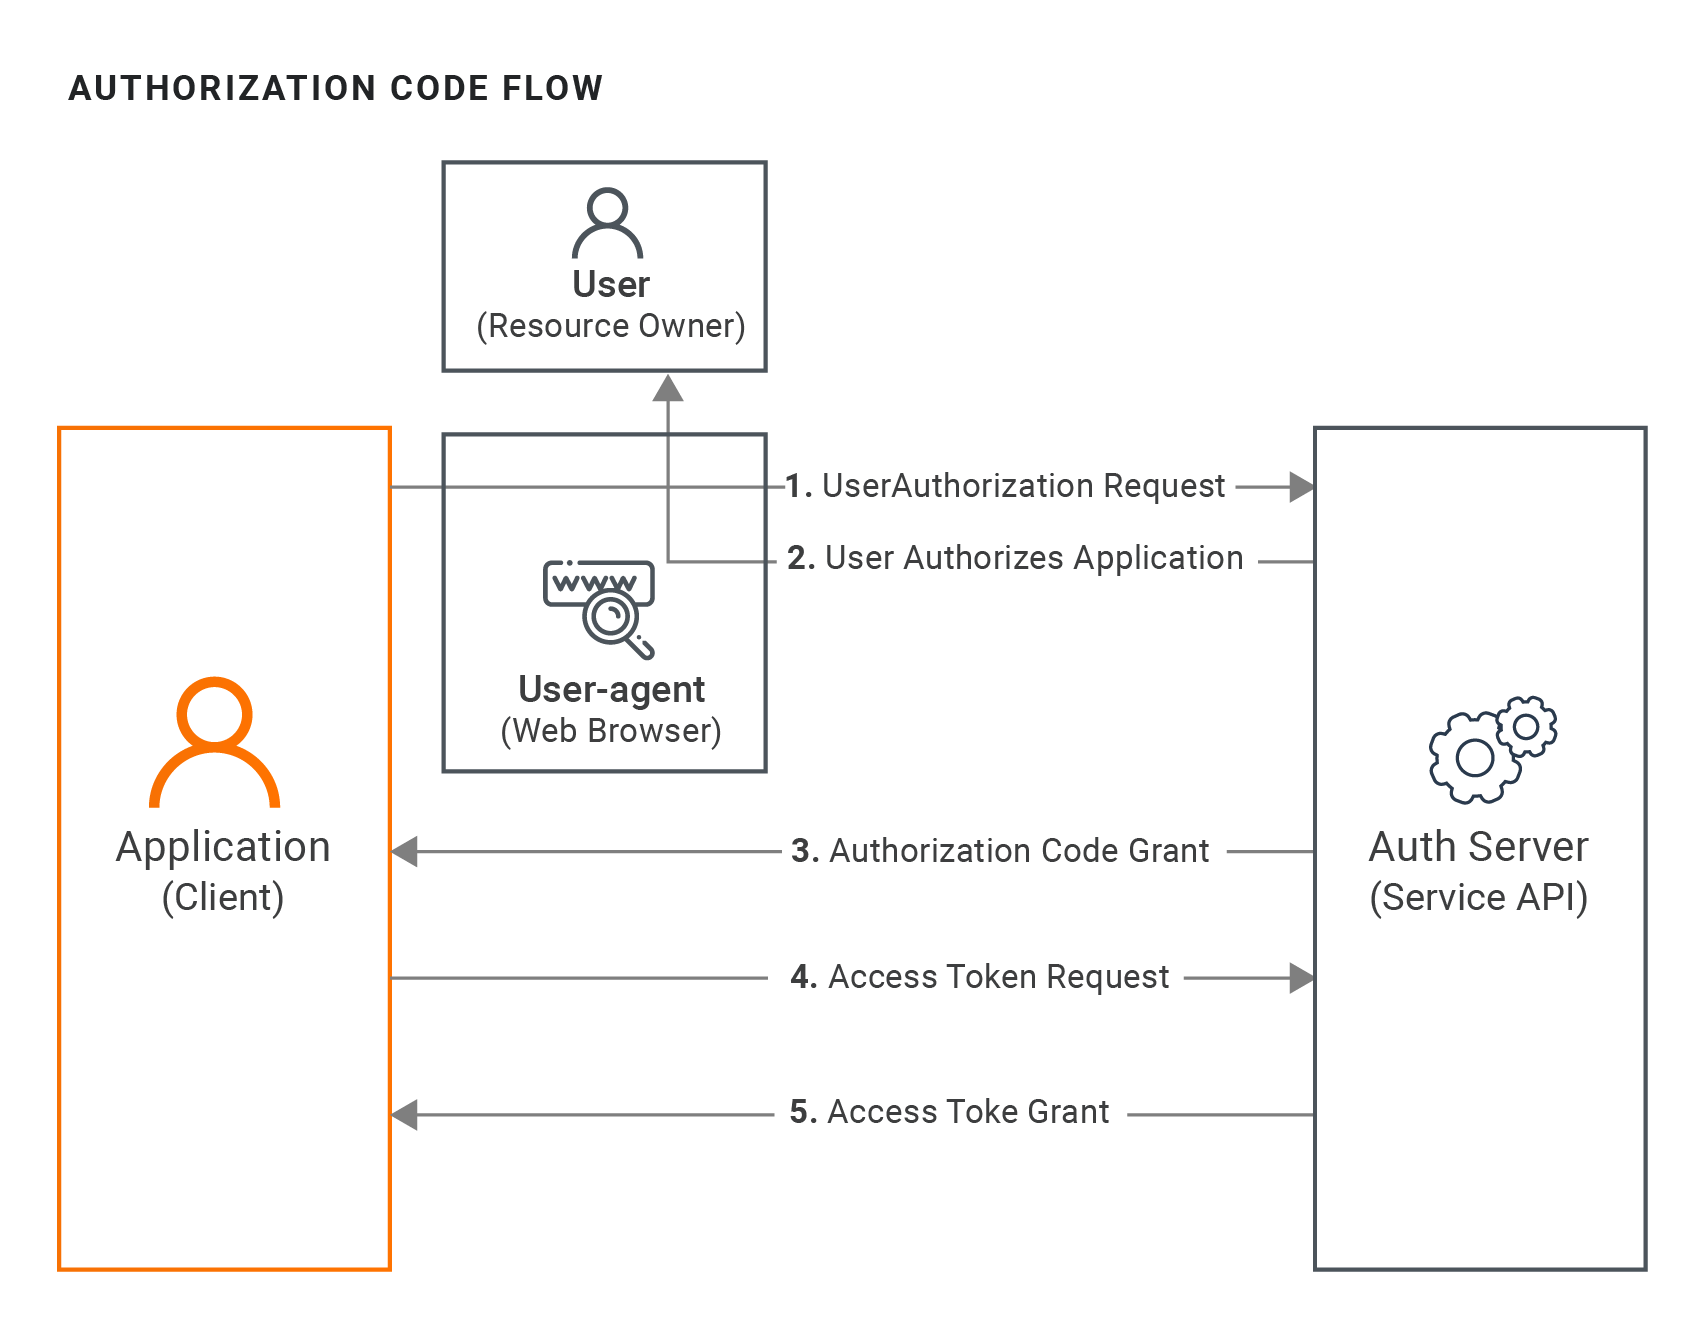 AUTHORIZATION CODE FLOW
User
(Resource Owner)
1. UserAuthorization Request
2. User Authorizes Application
www
User-agent
(Web Browser)
Application
(Client)
3. Authorization Code Grant
Auth Server
(Service API)
4. Access Token Request
5. Access Toke Grant